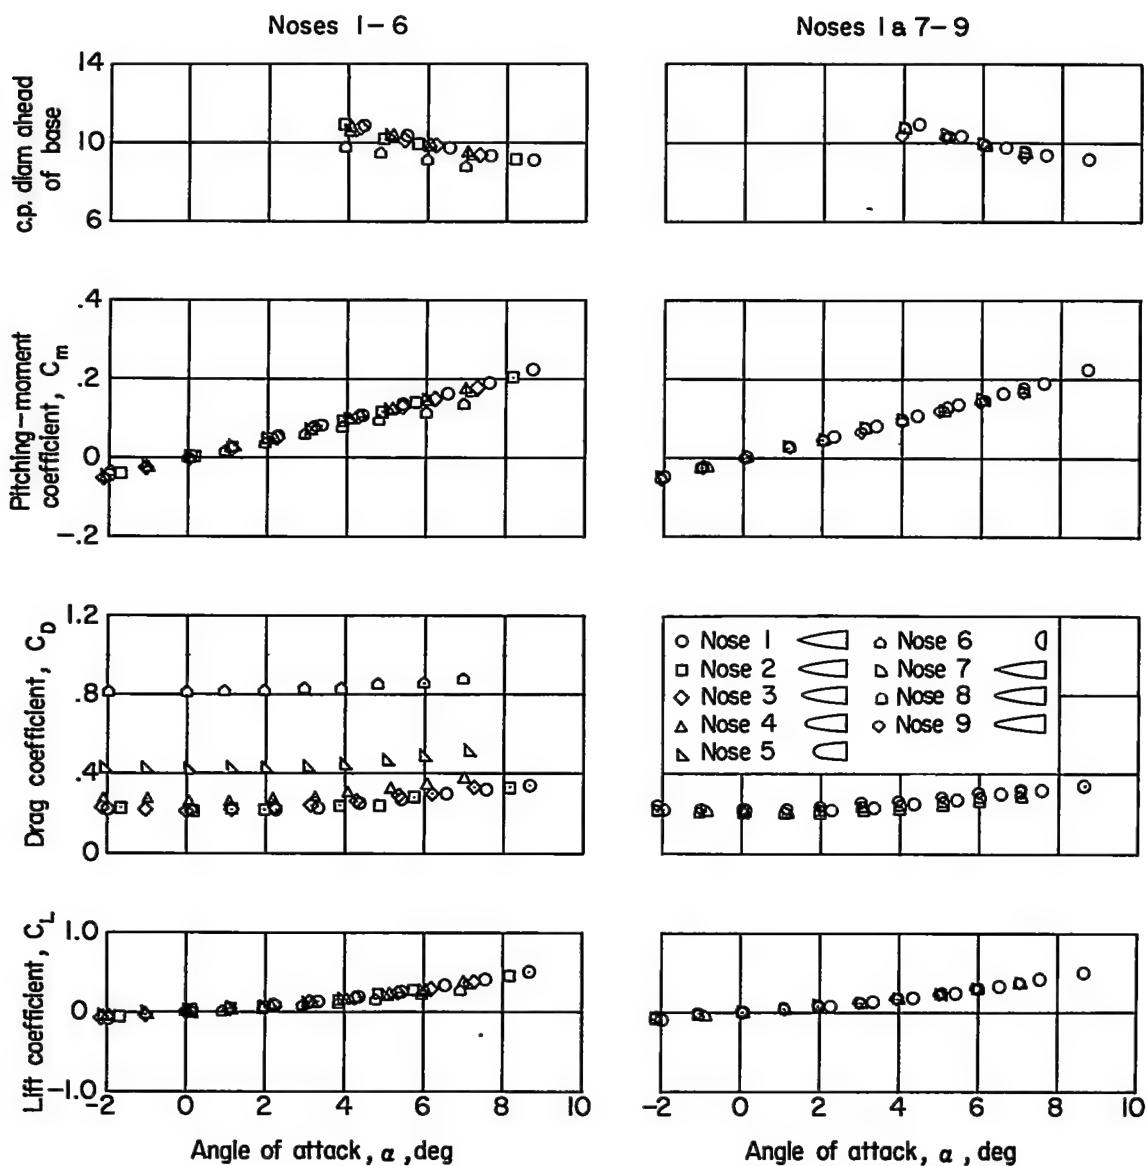 Noses 1–6
Noses 1 & 7–9
c.p. diam ahead
of base
14
10
6
Pitching–moment
coefficient, Cm
.4
.2
0
–.2
Drag coefficient, CD
1.2
.8
.4
0
Nose 1
Nose 2
Nose 3
Nose 4
Nose 5
Nose 6
Nose 7
Nose 8
Nose 9
Lift coefficient, CL
1.0
0
–1.0
–2 0 2 4 6 8 10
–2 0 2 4 6 8 10
Angle of attack, α, deg
Angle of attack, α, deg